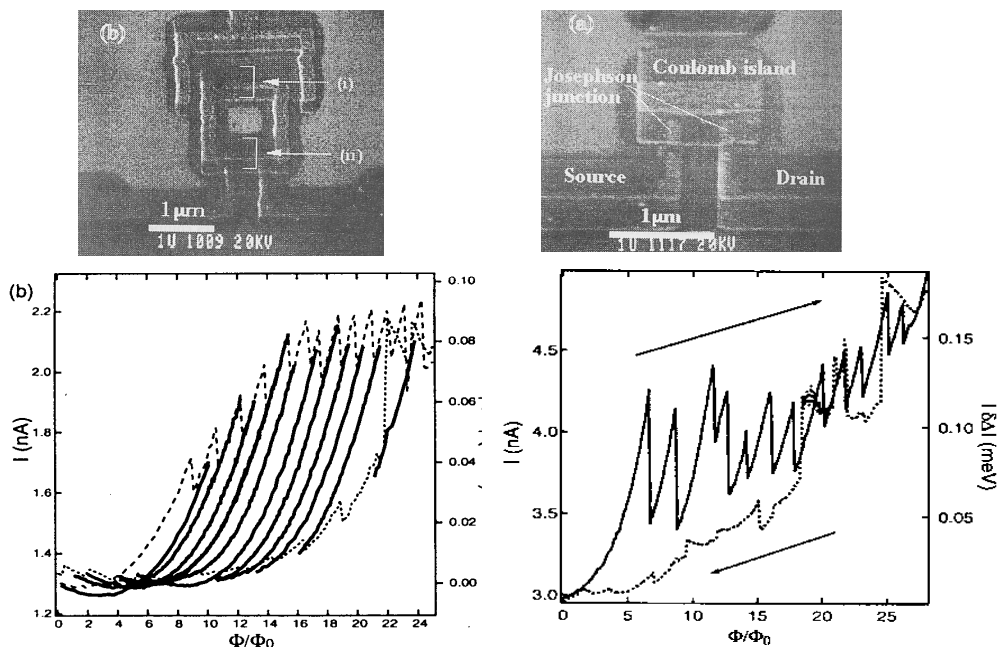 (b)
(i)
(ii)
1µm
1U 1009 20KV
(a)
Coulomb island
Josephson
junction
Source
Drain
1µm
1U 1117 20KV
(b)
2.2
2.0
1.8
1.6
1.4
1.2
I (nA)
0.10
0.08
0.06
0.04
0.02
0.00
0 2 4 6 8 10 12 14 16 18 20 22 24
Φ/Φ0
4.5
4.0
3.5
3.0
I (nA)
0.15
0.10
0.05
| δΔ | (meV)
0 5 10 15 20 25
Φ/Φ0